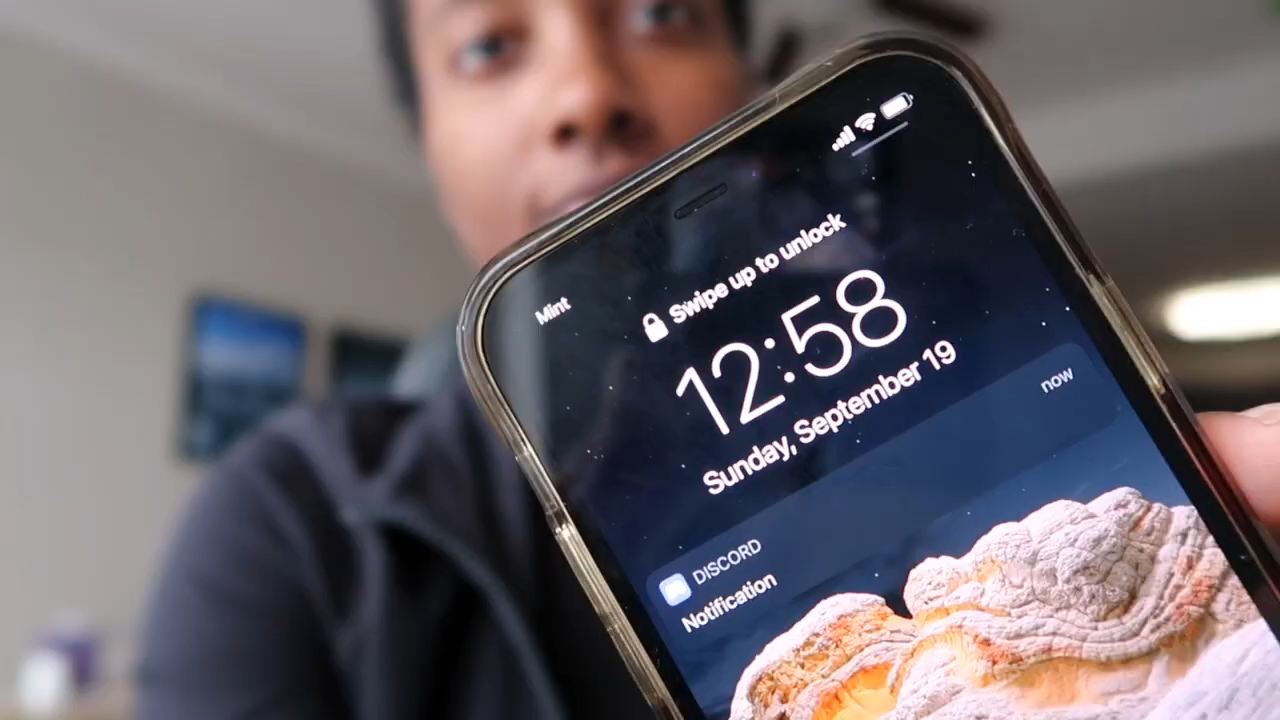 Mint
Swipe up to unlock
12:58
Sunday, September 19
DISCORD
now
Notification